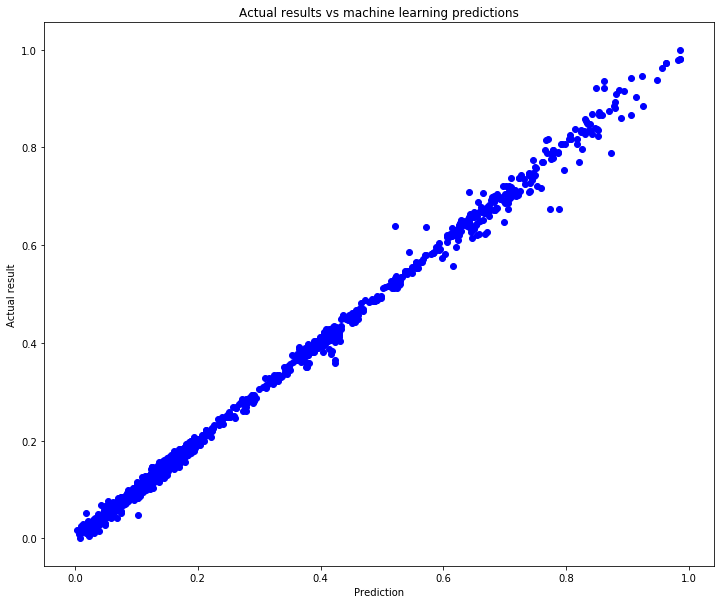 Actual results vs machine learning predictions
1.0
0.8
0.6
0.4
0.2
0.0
Actual result
0.0 0.2 0.4 0.6 0.8 1.0
Prediction